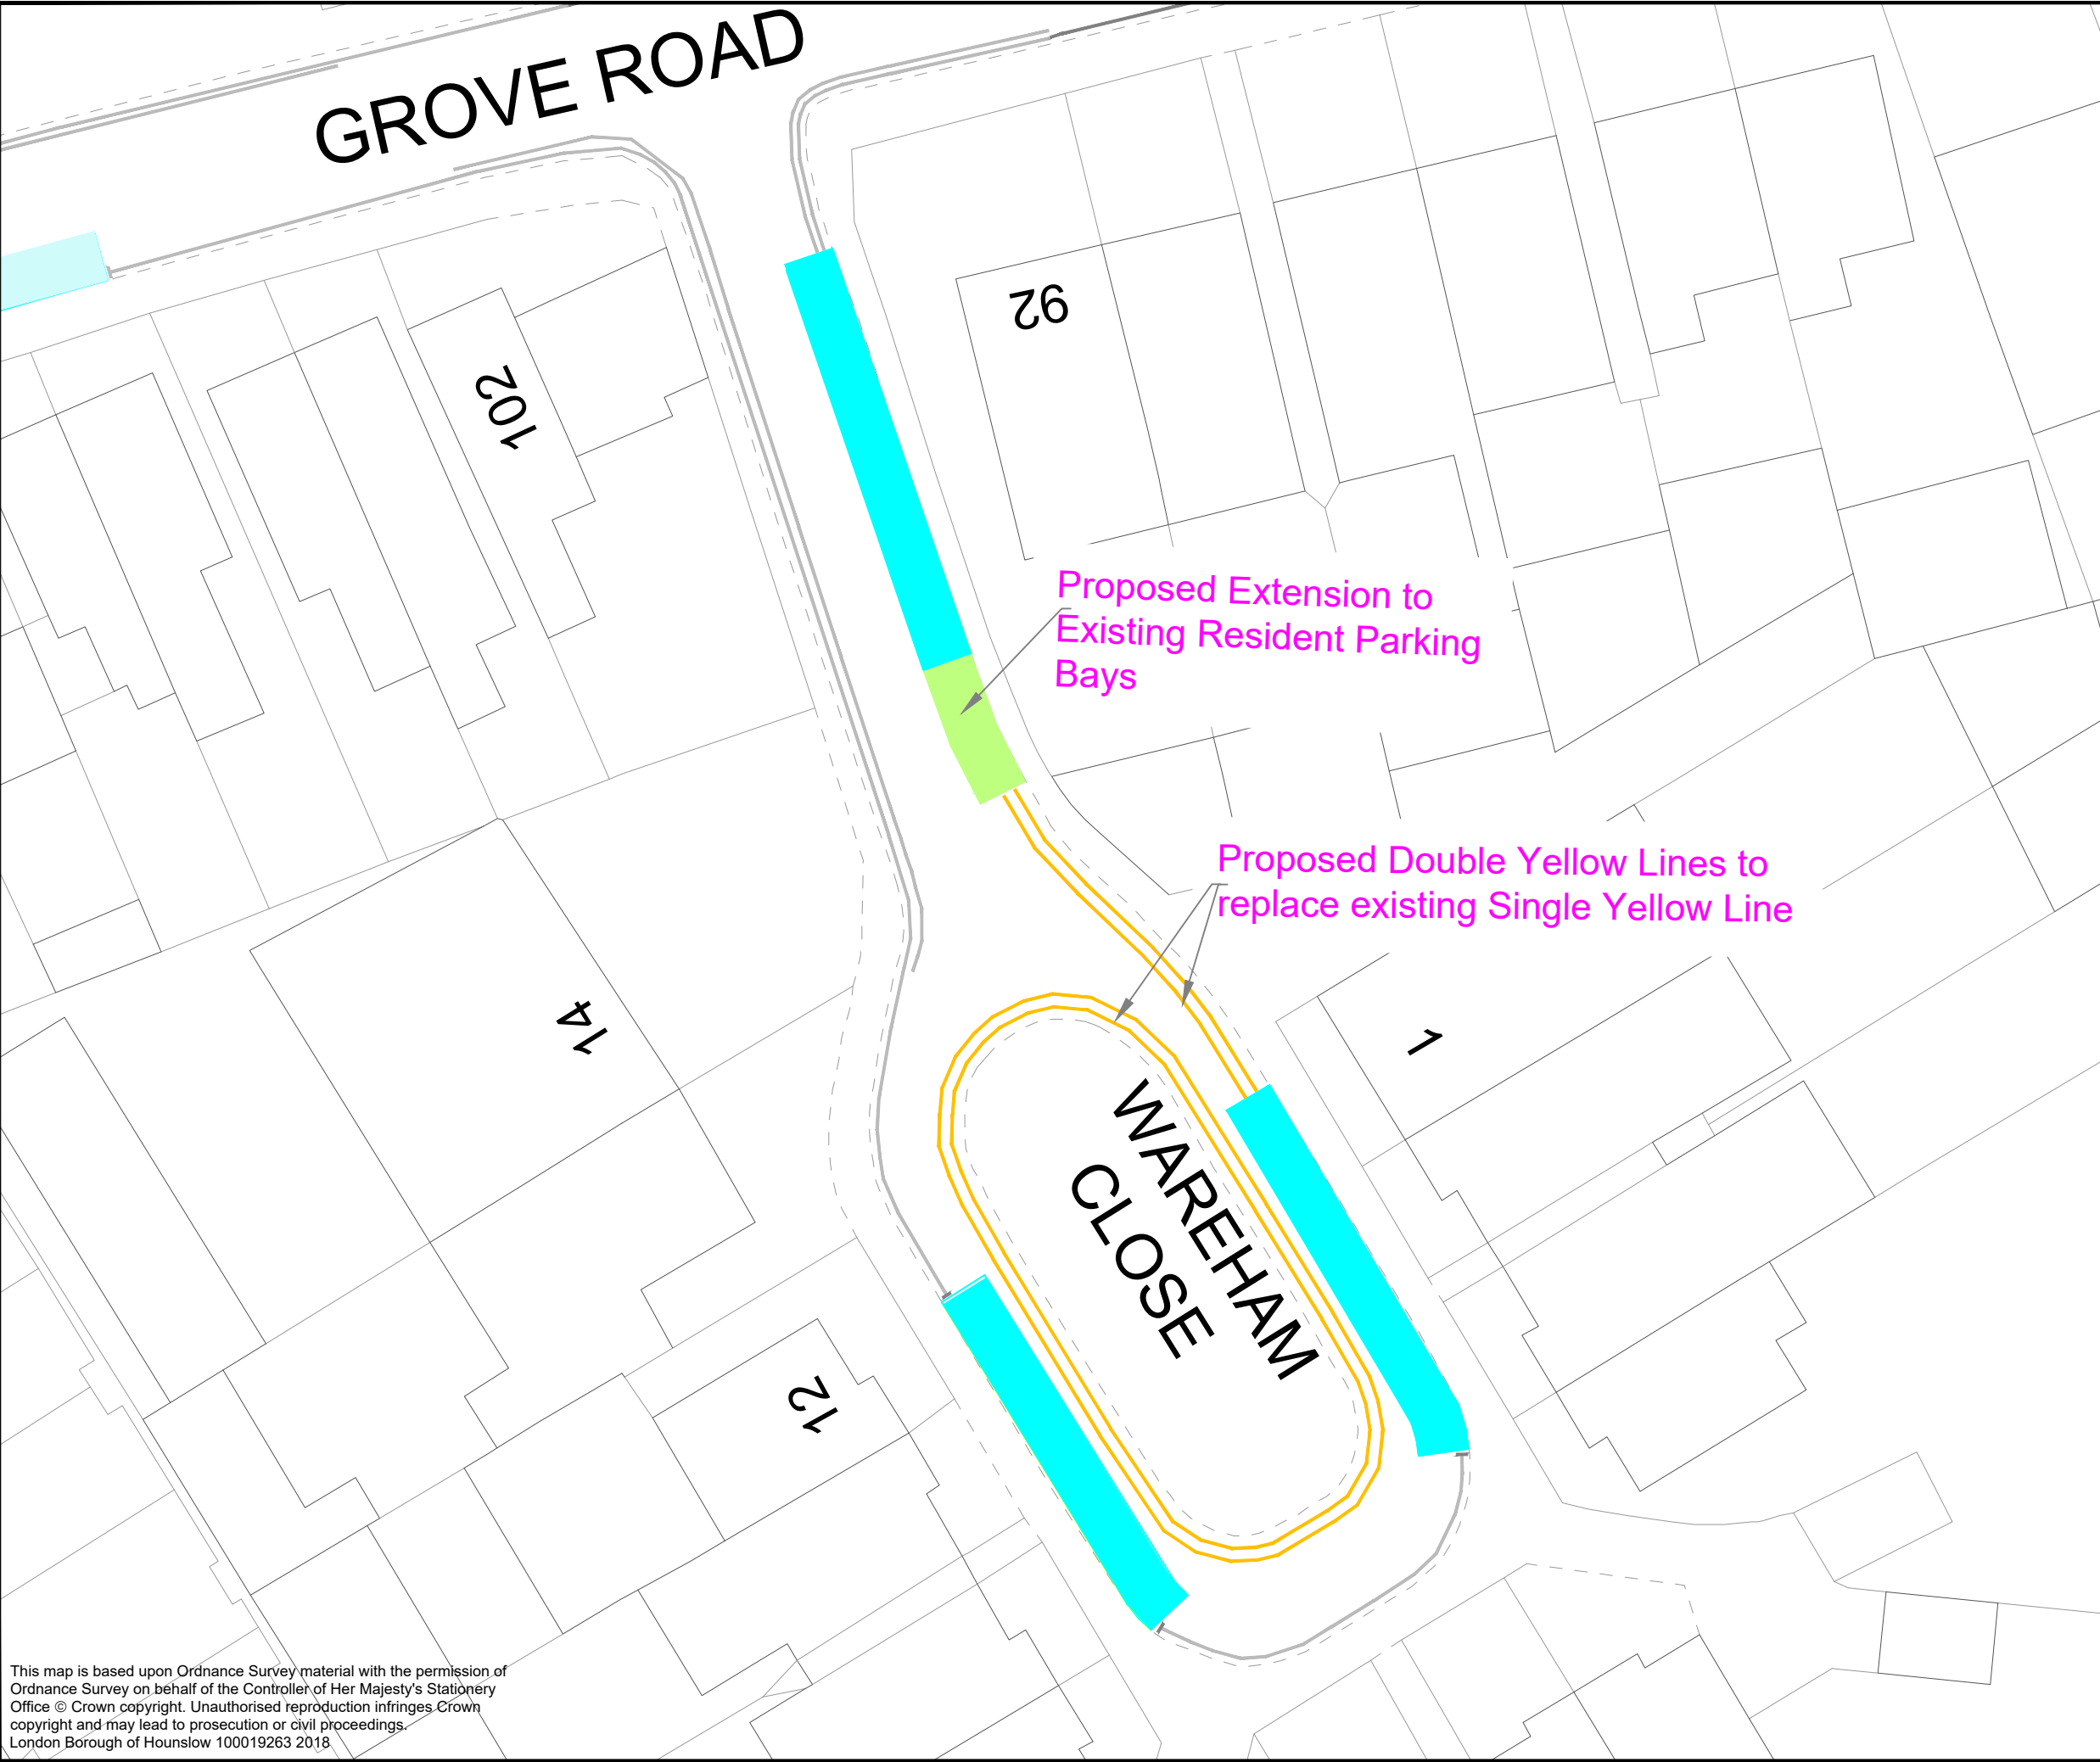 GROVE ROAD
92
102
Proposed Extension to
Existing Resident Parking
Bays
Proposed Double Yellow Lines to
replace existing Single Yellow Line
14
1
WAREHAM
CLOSE
12
This map is based upon Ordnance Survey material with the permission of
Ordnance Survey on behalf of the Controller of Her Majesty's Stationery
Office © Crown copyright. Unauthorised reproduction infringes Crown
copyright and may lead to prosecution or civil proceedings.
London Borough of Hounslow 100019263 2018